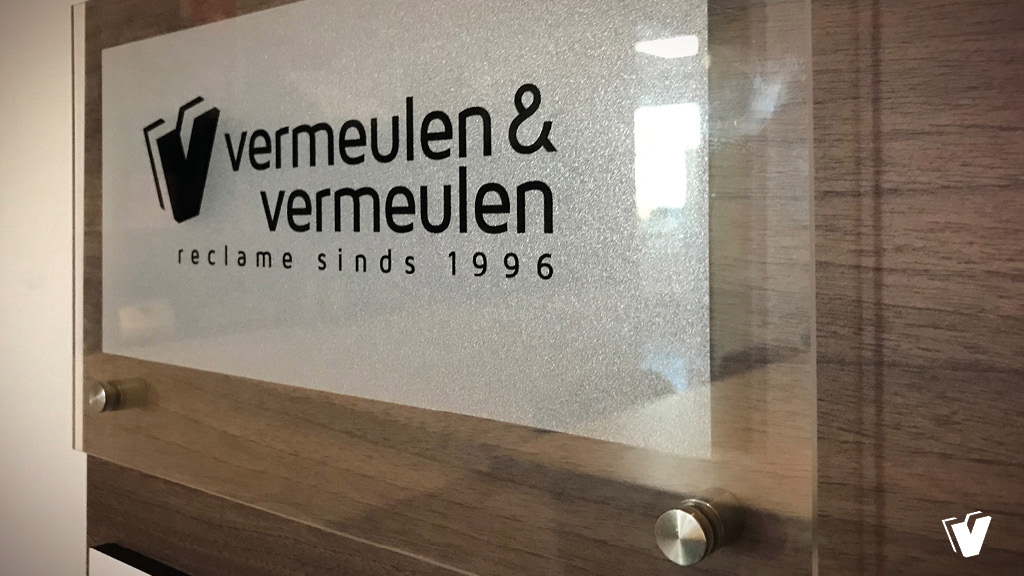 vermeulen &
vermeulen
reclame sinds 1996